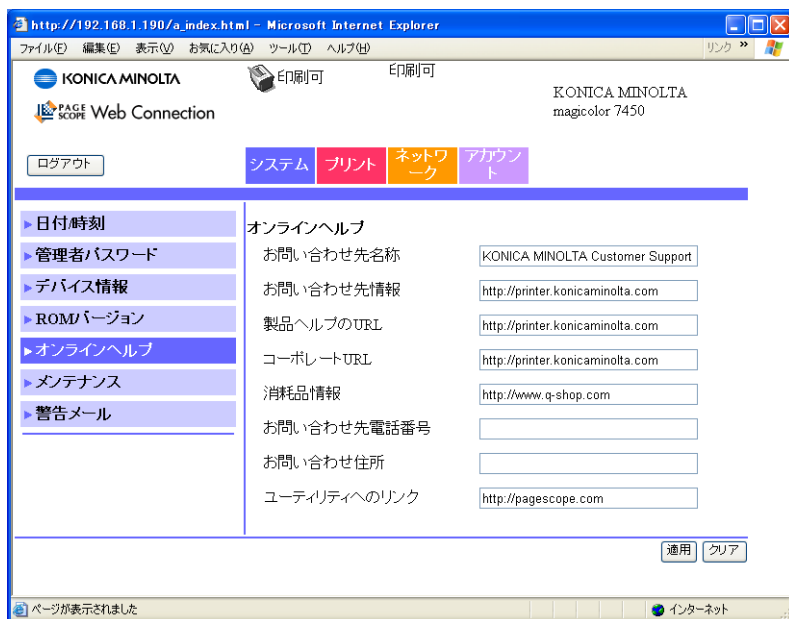 http://192.168.1.190/a_index.html - Microsoft Internet Explorer
ファイル(F) 編集(E) 表示(V) お気に入り(A) ツール(T) ヘルプ(H) リンク »
KONICA MINOLTA
印刷可
印刷可
KONICA MINOLTA
magicolor 7450
PAGE SCOPE Web Connection
ログアウト
システム
プリント
ネットワーク
アカウント
日付/時刻
管理者パスワード
デバイス情報
ROMバージョン
オンラインヘルプ
メンテナンス
警告メール
オンラインヘルプ
お問い合わせ先名称 KONICA MINOLTA Customer Support
お問い合わせ先情報 http://printer.konicaminolta.com
製品ヘルプのURL http://printer.konicaminolta.com
コーポレートURL http://printer.konicaminolta.com
消耗品情報 http://www.q-shop.com
お問い合わせ先電話番号
お問い合わせ住所
ユーティリティへのリンク http://pagescope.com
適用 クリア
ページが表示されました インターネット